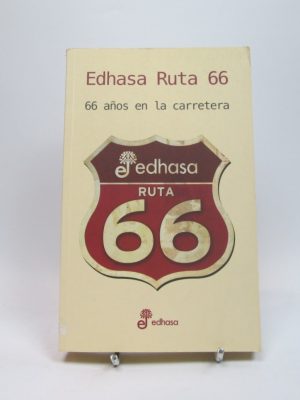 Edhasa Ruta 66
66 años en la carretera
edhasa
RUTA
66
edhasa